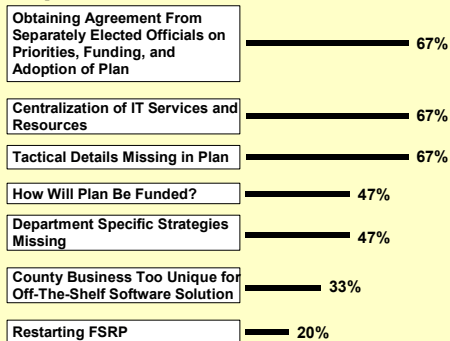 Obtaining Agreement From
Separately Elected Officials on
Priorities, Funding, and
Adoption of Plan
67%
Centralization of IT Services and
Resources
67%
Tactical Details Missing in Plan
67%
How Will Plan Be Funded?
47%
Department Specific Strategies
Missing
47%
County Business Too Unique for
Off-The-Shelf Software Solution
33%
Restarting FSRP
20%